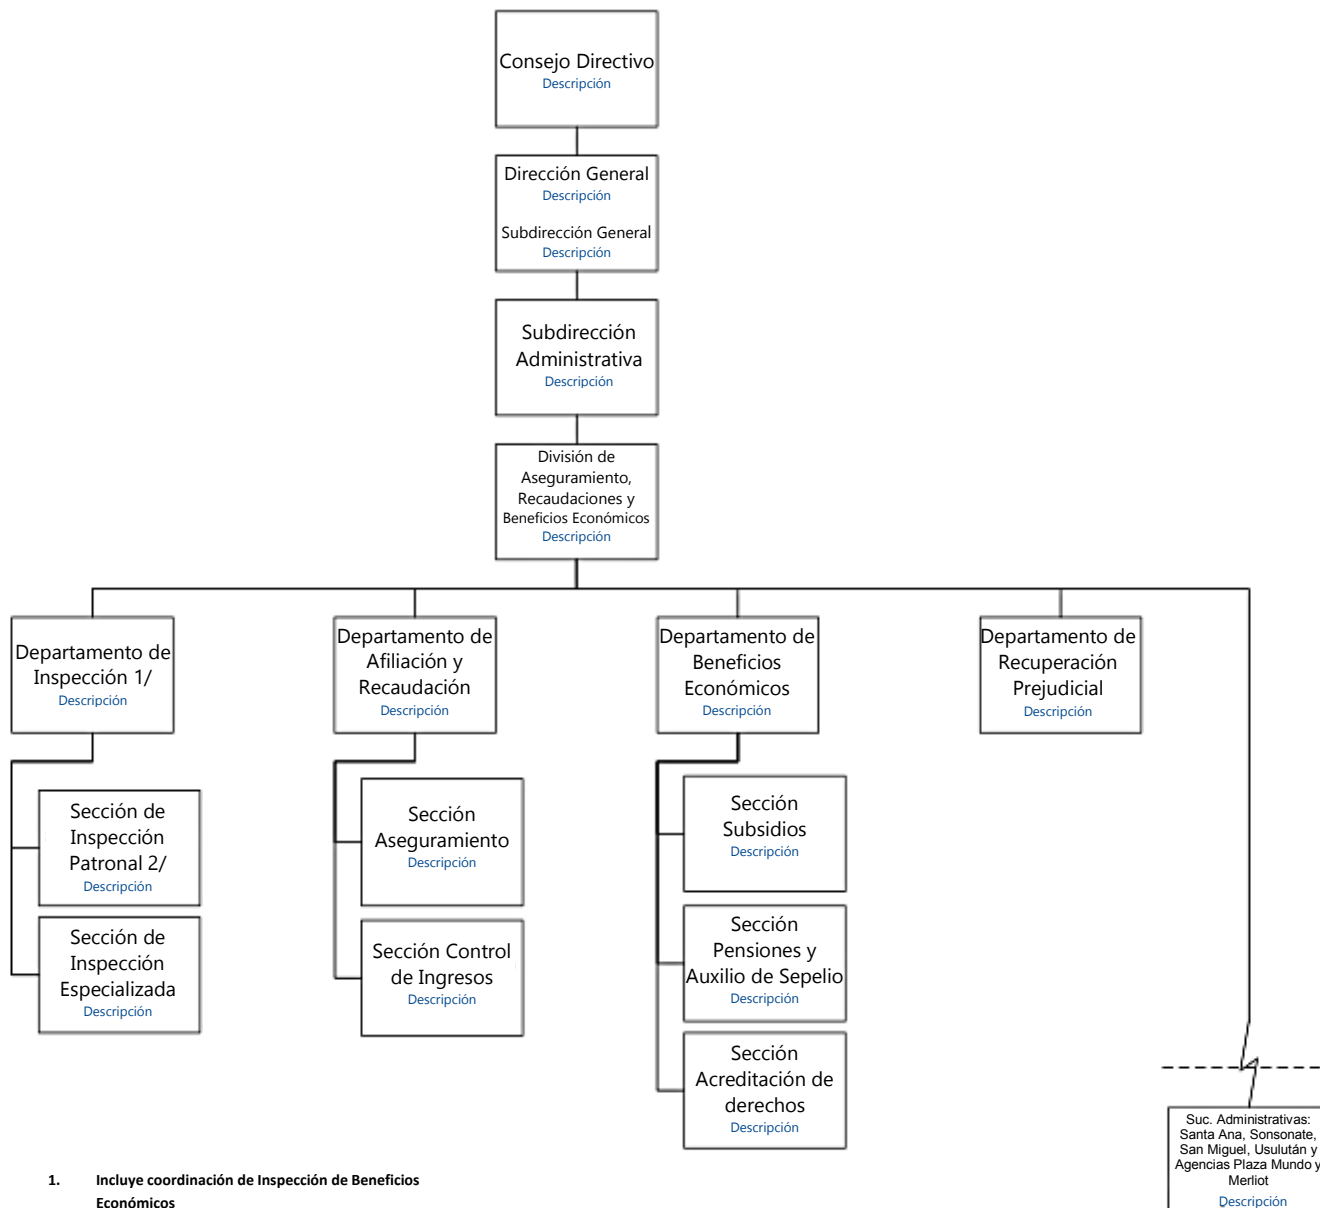 Consejo Directivo
Descripción
Dirección General
Descripción
Subdirección General
Descripción
Subdirección
Administrativa
Descripción
División de
Aseguramiento,
Recaudaciones y
Beneficios Económicos
Descripción
Departamento de
Inspección 1/
Descripción
Departamento de
Afiliación y
Recaudación
Descripción
Departamento de
Beneficios
Económicos
Descripción
Departamento de
Recuperación
Prejudicial
Descripción
Sección de
Inspección
Patronal 2/
Descripción
Sección de
Inspección
Especializada
Descripción
Sección
Aseguramiento
Descripción
Sección Control
de Ingresos
Descripción
Sección
Subsidios
Descripción
Sección
Pensiones y
Auxilio de Sepelio
Descripción
Sección
Acreditación de
derechos
Descripción
Suc. Administrativas:
Santa Ana, Sonsonate,
San Miguel, Usulután y
Agencias Plaza Mundo y
Merliot
Descripción
1. Incluye coordinación de Inspección de Beneficios
Económicos